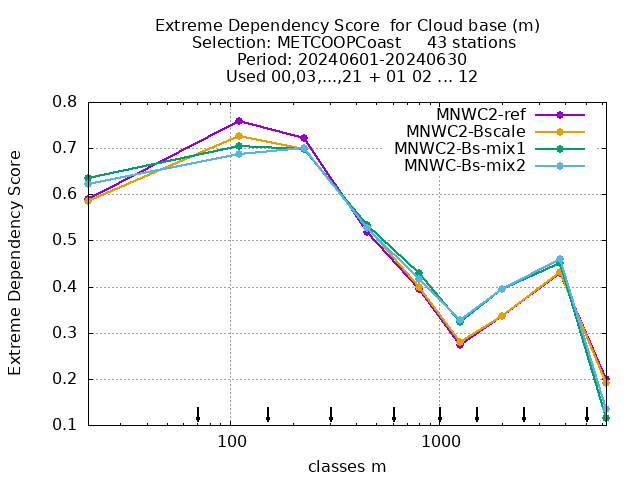 Extreme Dependency Score  for Cloud base (m)
Selection: METCOOPCoast     43 stations
Period: 20240601-20240630
Used 00,03,...,21 + 01 02 ... 12
0.8
0.7
0.6
0.5
0.4
0.3
0.2
0.1
Extreme Dependency Score
MNWC2-ref
MNWC2-Bscale
MNWC2-Bs-mix1
MNWC-Bs-mix2
100
1000
classes m